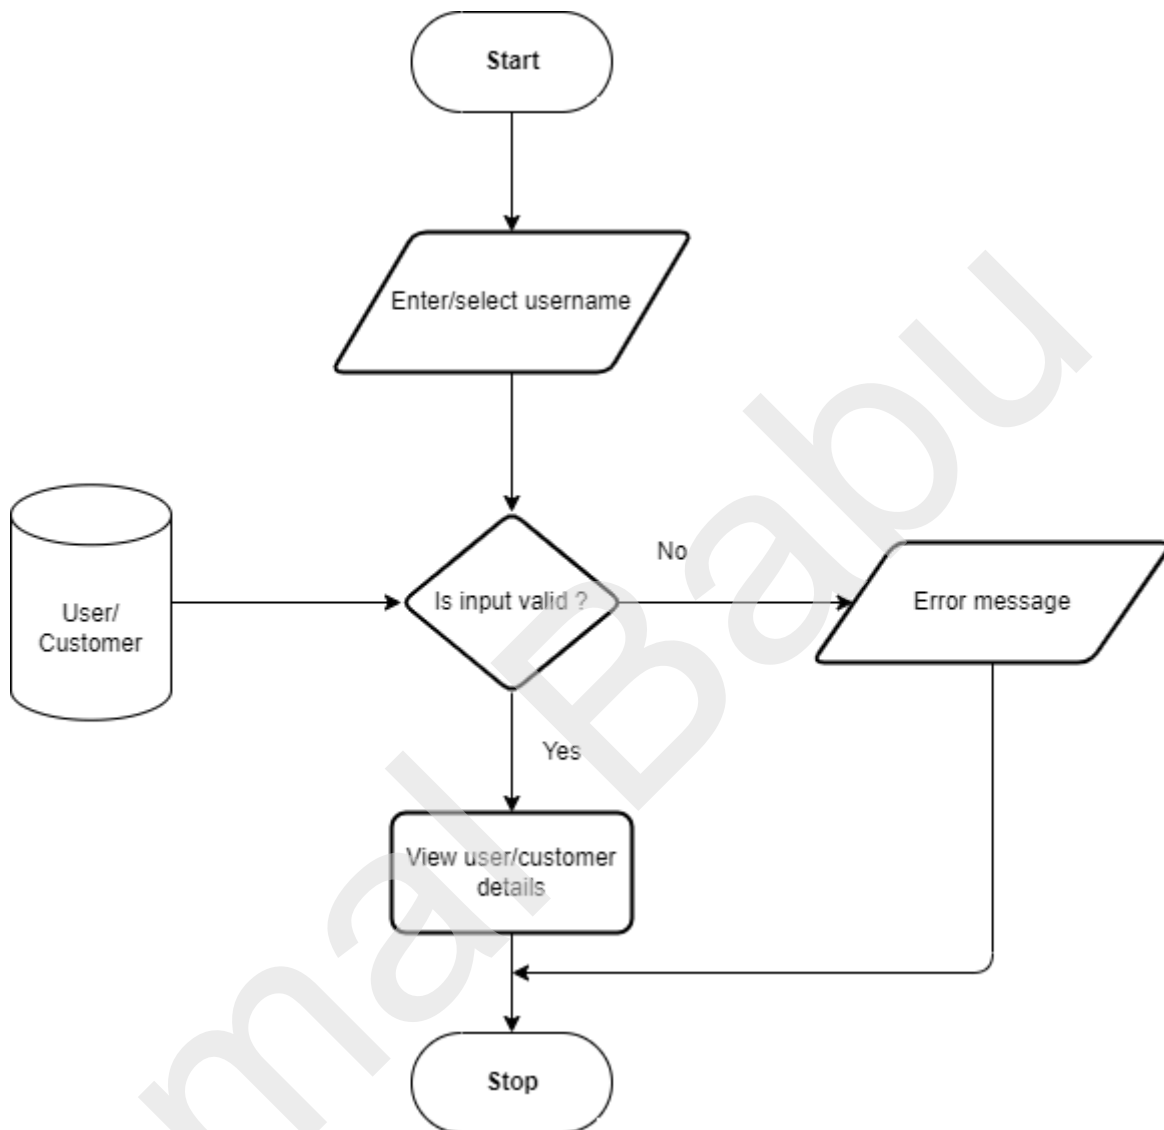 Start
Enter/select username
User/
Customer
Is input valid ?
No
Error message
Yes
View user/customer
details
Stop
mal Babu